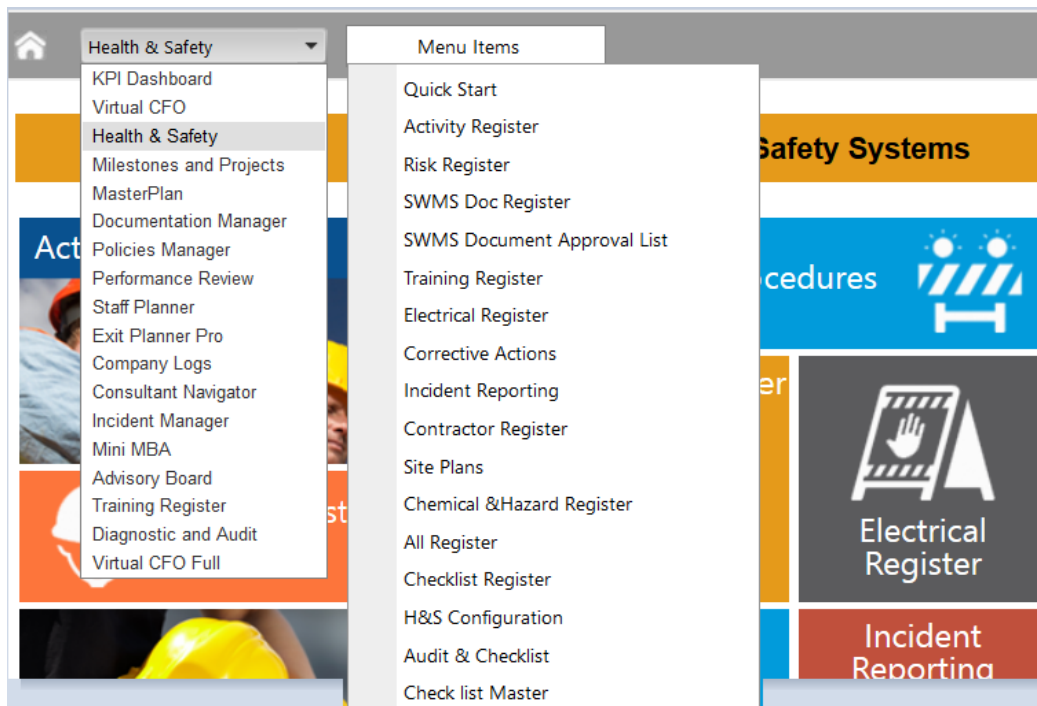 Health & Safety
Menu Items
KPI Dashboard
Virtual CFO
Health & Safety
Milestones and Projects
MasterPlan
Documentation Manager
Policies Manager
Performance Review
Staff Planner
Exit Planner Pro
Company Logs
Consultant Navigator
Incident Manager
Mini MBA
Advisory Board
Training Register
Diagnostic and Audit
Virtual CFO Full
Quick Start
Activity Register
Risk Register
SWMS Doc Register
SWMS Document Approval List
Training Register
Electrical Register
Corrective Actions
Incident Reporting
Contractor Register
Site Plans
Chemical &Hazard Register
All Register
Checklist Register
H&S Configuration
Audit & Checklist
Check list Master
Safety Systems
Electrical
Register
Incident
Reporting